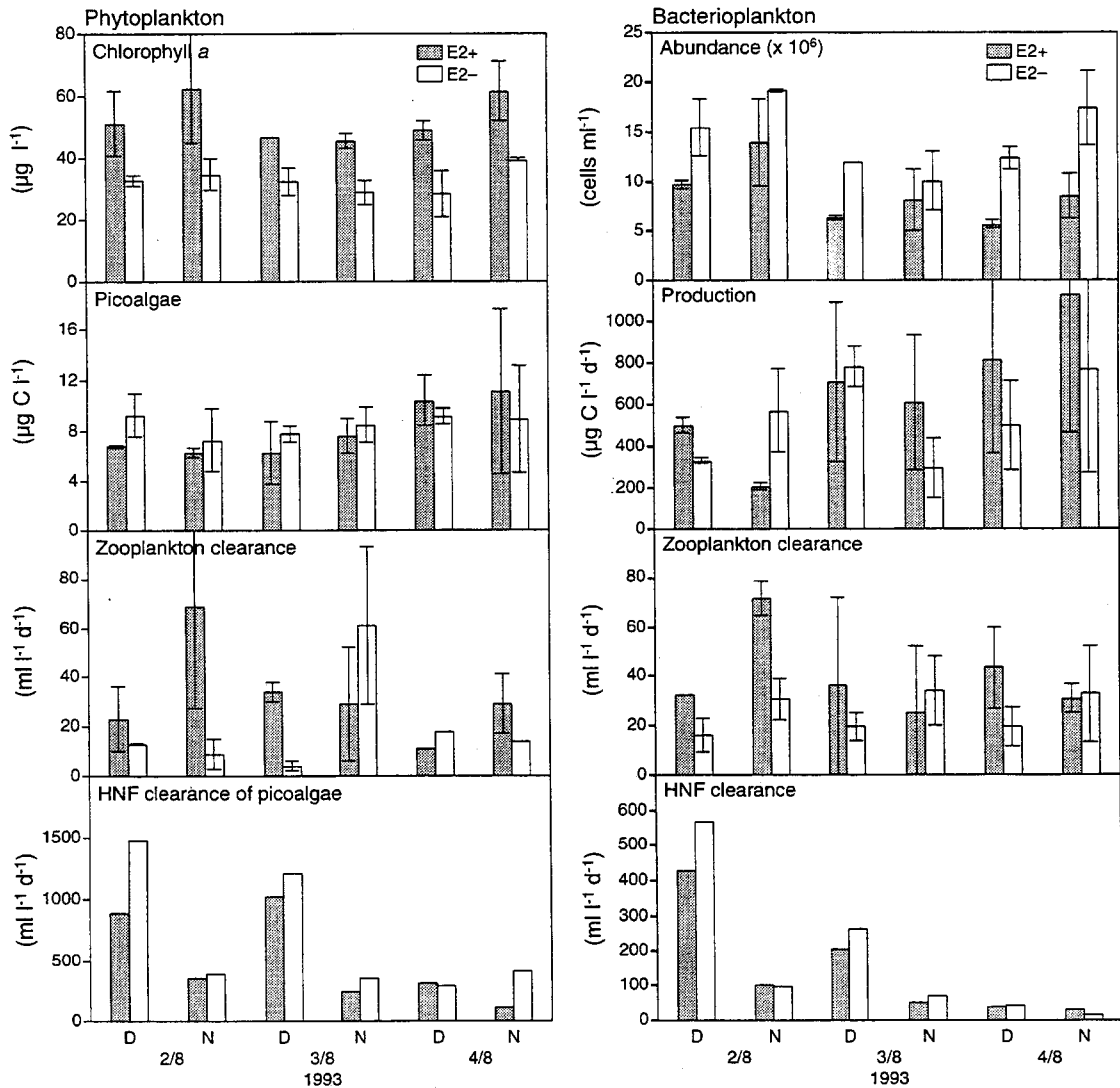 Phytoplankton
Chlorophyll a
E2+
E2–
80
60
40
20
0
(µg l-1)
Picoalgae
16
12
8
4
0
(µg C l-1)
Zooplankton clearance
80
60
40
20
0
(ml l-1 d-1)
HNF clearance of picoalgae
1500
1000
500
0
(ml l-1 d-1)
D N D N D N
2/8 3/8 4/8
1993
Bacterioplankton
Abundance (x 10⁶)
E2+
E2–
25
20
15
10
5
0
(cells ml-1)
Production
1000
800
600
400
200
0
(µg C l-1 d-1)
Zooplankton clearance
80
60
40
20
0
(ml l-1 d-1)
HNF clearance
600
500
400
300
200
100
0
(ml l-1 d-1)
D N D N D N
2/8 3/8 4/8
1993